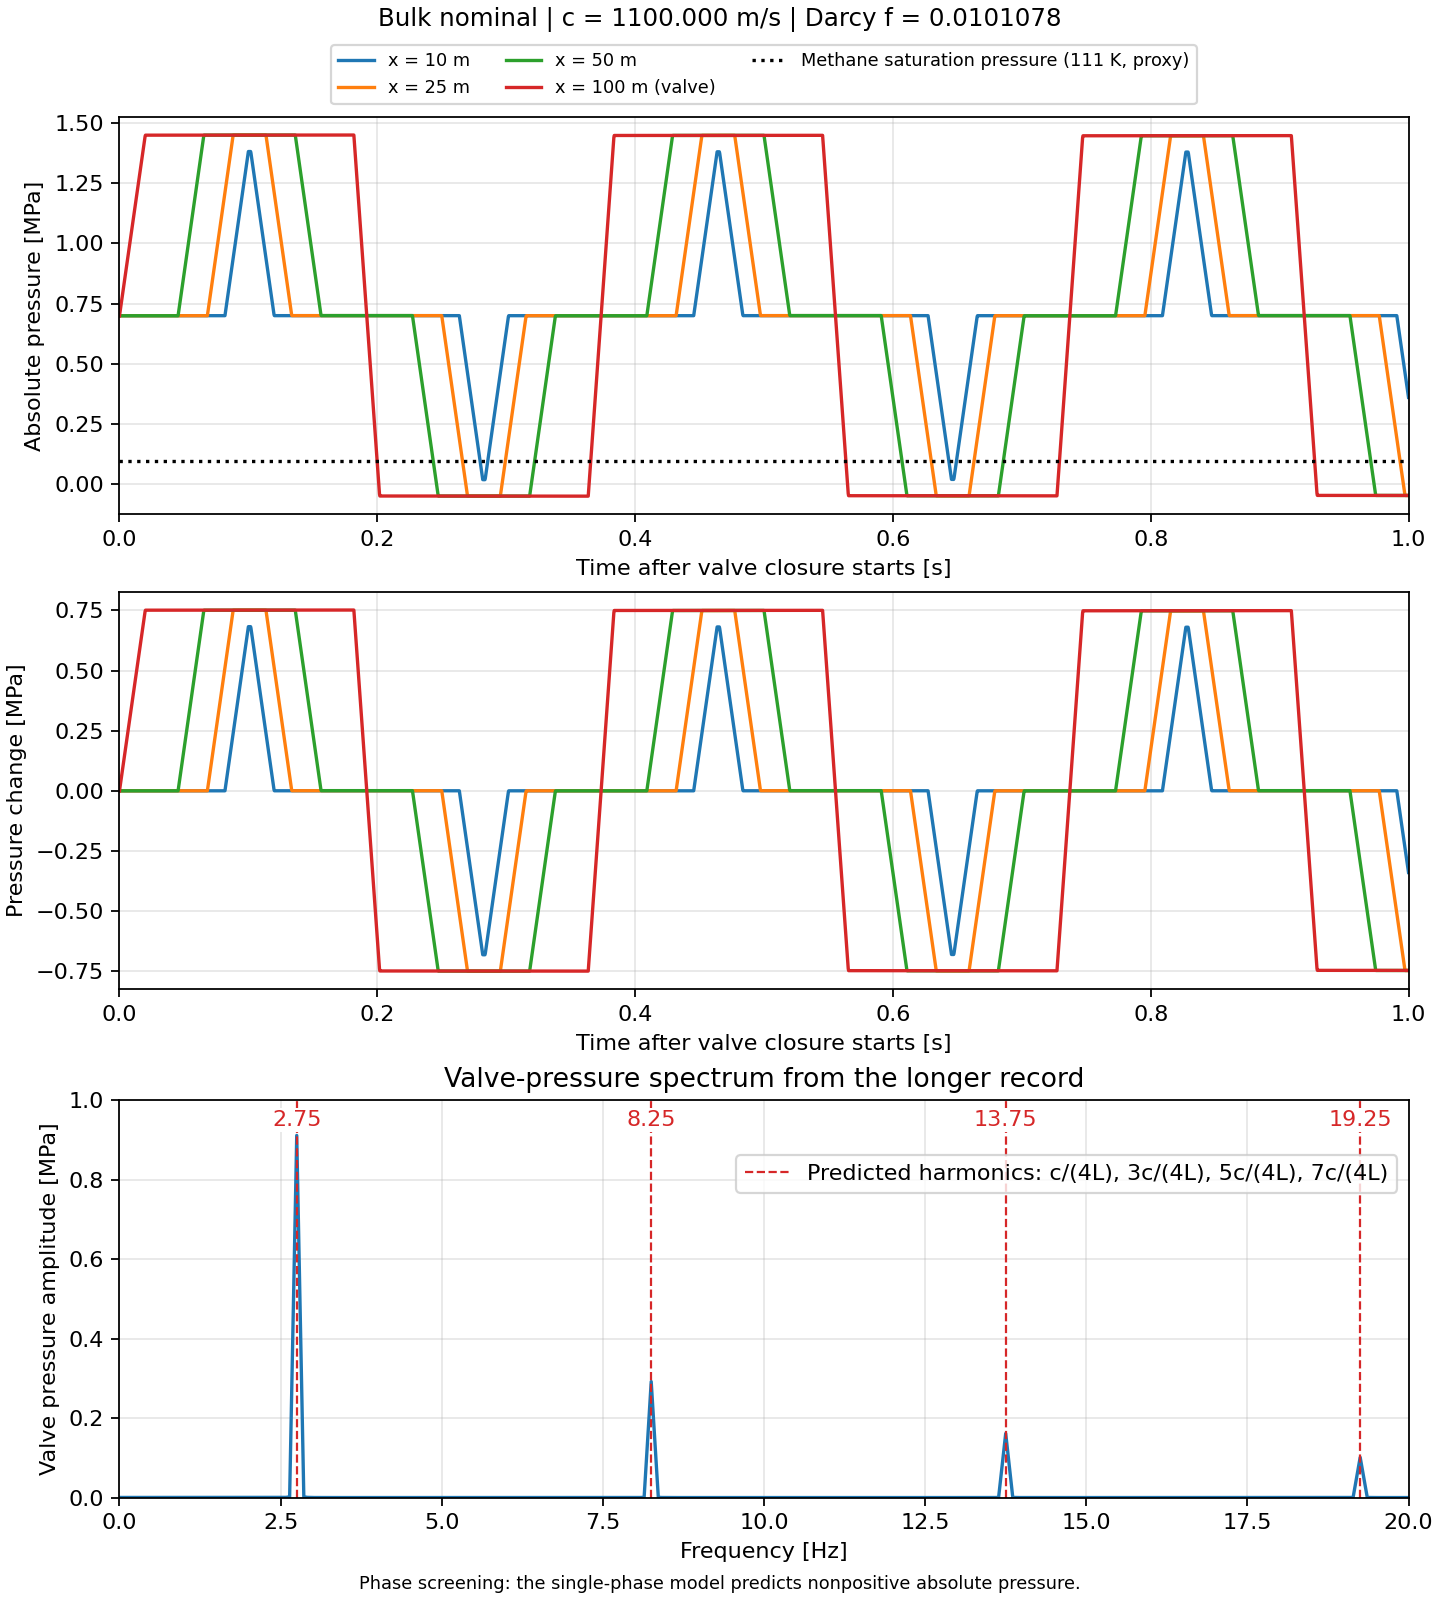 Bulk nominal | c = 1100.000 m/s | Darcy f = 0.0101078
x = 10 m
x = 25 m
x = 50 m
x = 100 m (valve)
Methane saturation pressure (111 K, proxy)
Absolute pressure [MPa]
1.50
1.25
1.00
0.75
0.50
0.25
0.00
0.0 0.2 0.4 0.6 0.8 1.0
Time after valve closure starts [s]
Pressure change [MPa]
0.75
0.50
0.25
0.00
−0.25
−0.50
−0.75
0.0 0.2 0.4 0.6 0.8 1.0
Time after valve closure starts [s]
Valve-pressure spectrum from the longer record
Valve pressure amplitude [MPa]
1.0
0.8
0.6
0.4
0.2
0.0
2.75 8.25 13.75 19.25
Predicted harmonics: c/(4L), 3c/(4L), 5c/(4L), 7c/(4L)
0.0 2.5 5.0 7.5 10.0 12.5 15.0 17.5 20.0
Frequency [Hz]
Phase screening: the single-phase model predicts nonpositive absolute pressure.